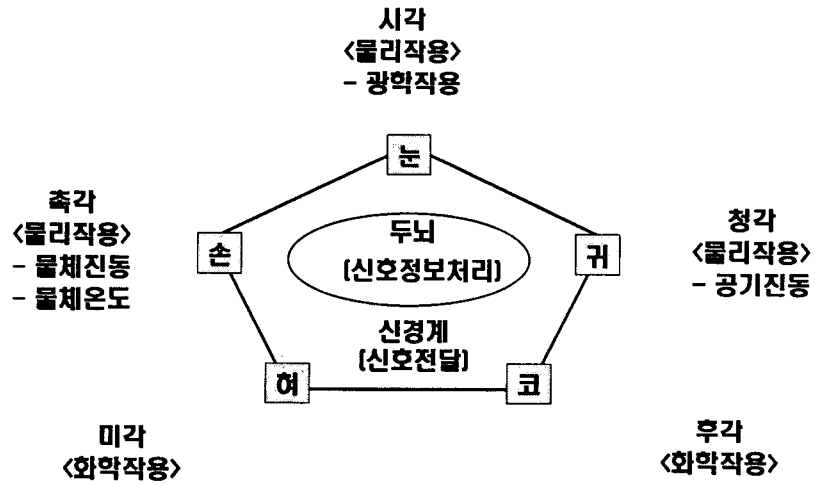 시각
<물리작용>
- 광학작용
눈
촉각
<물리작용>
- 물체진동
- 물체온도
손
두뇌
(신호정보처리)
귀
청각
<물리작용>
- 공기진동
신경계
(신호전달)
혀
코
미각
<화학작용>
후각
<화학작용>